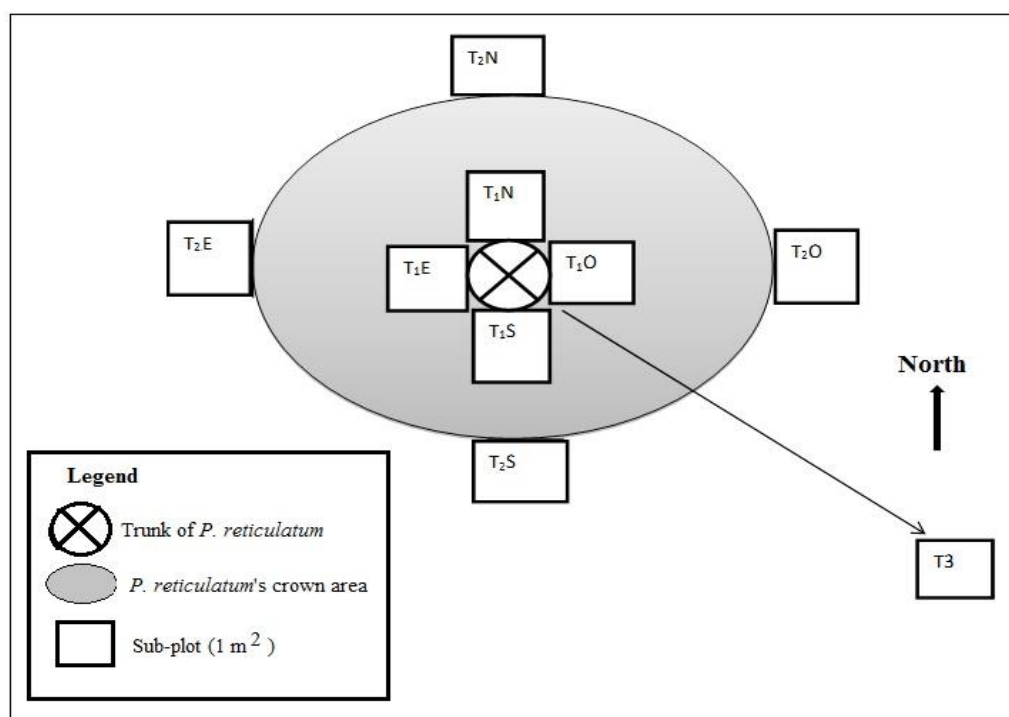 T₂N
T₁N
T₂E
T₁E
T₁O
T₂O
T₁S
North
T₂S
T3
Legend
Trunk of P. reticulatum
P. reticulatum's crown area
Sub-plot (1 m²)